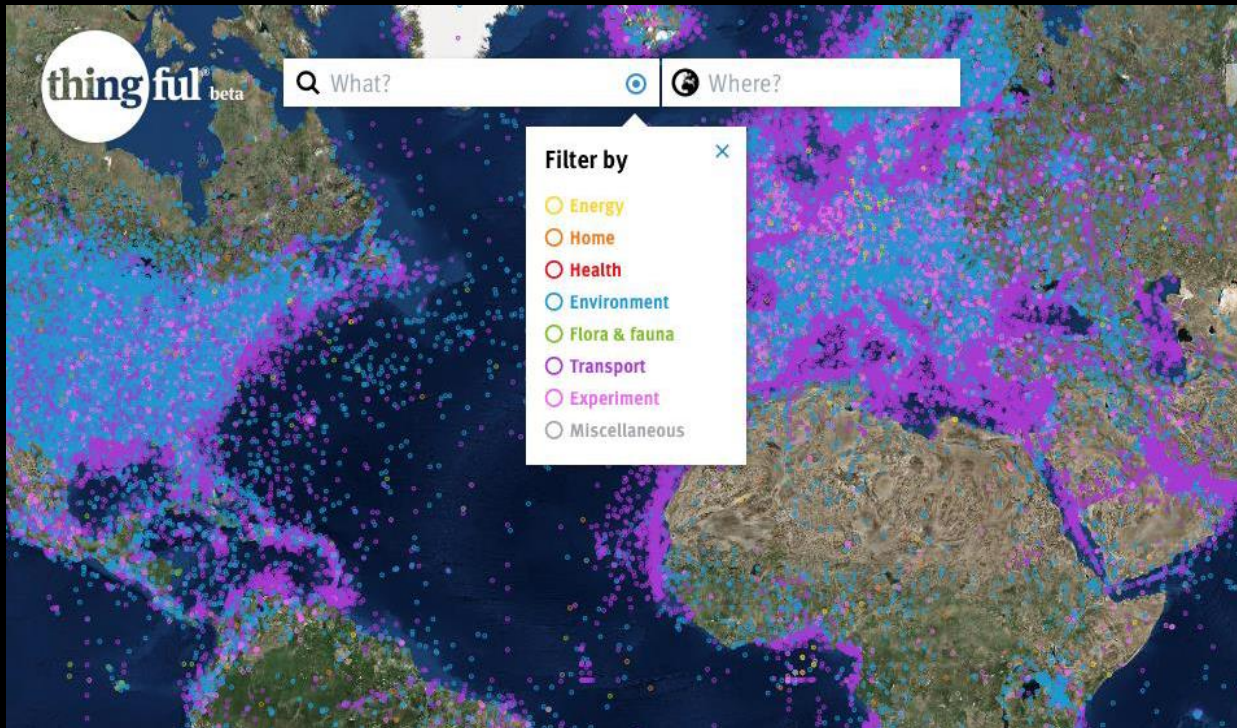 thingful® beta
What?
Where?
Filter by
Energy
Home
Health
Environment
Flora & fauna
Transport
Experiment
Miscellaneous